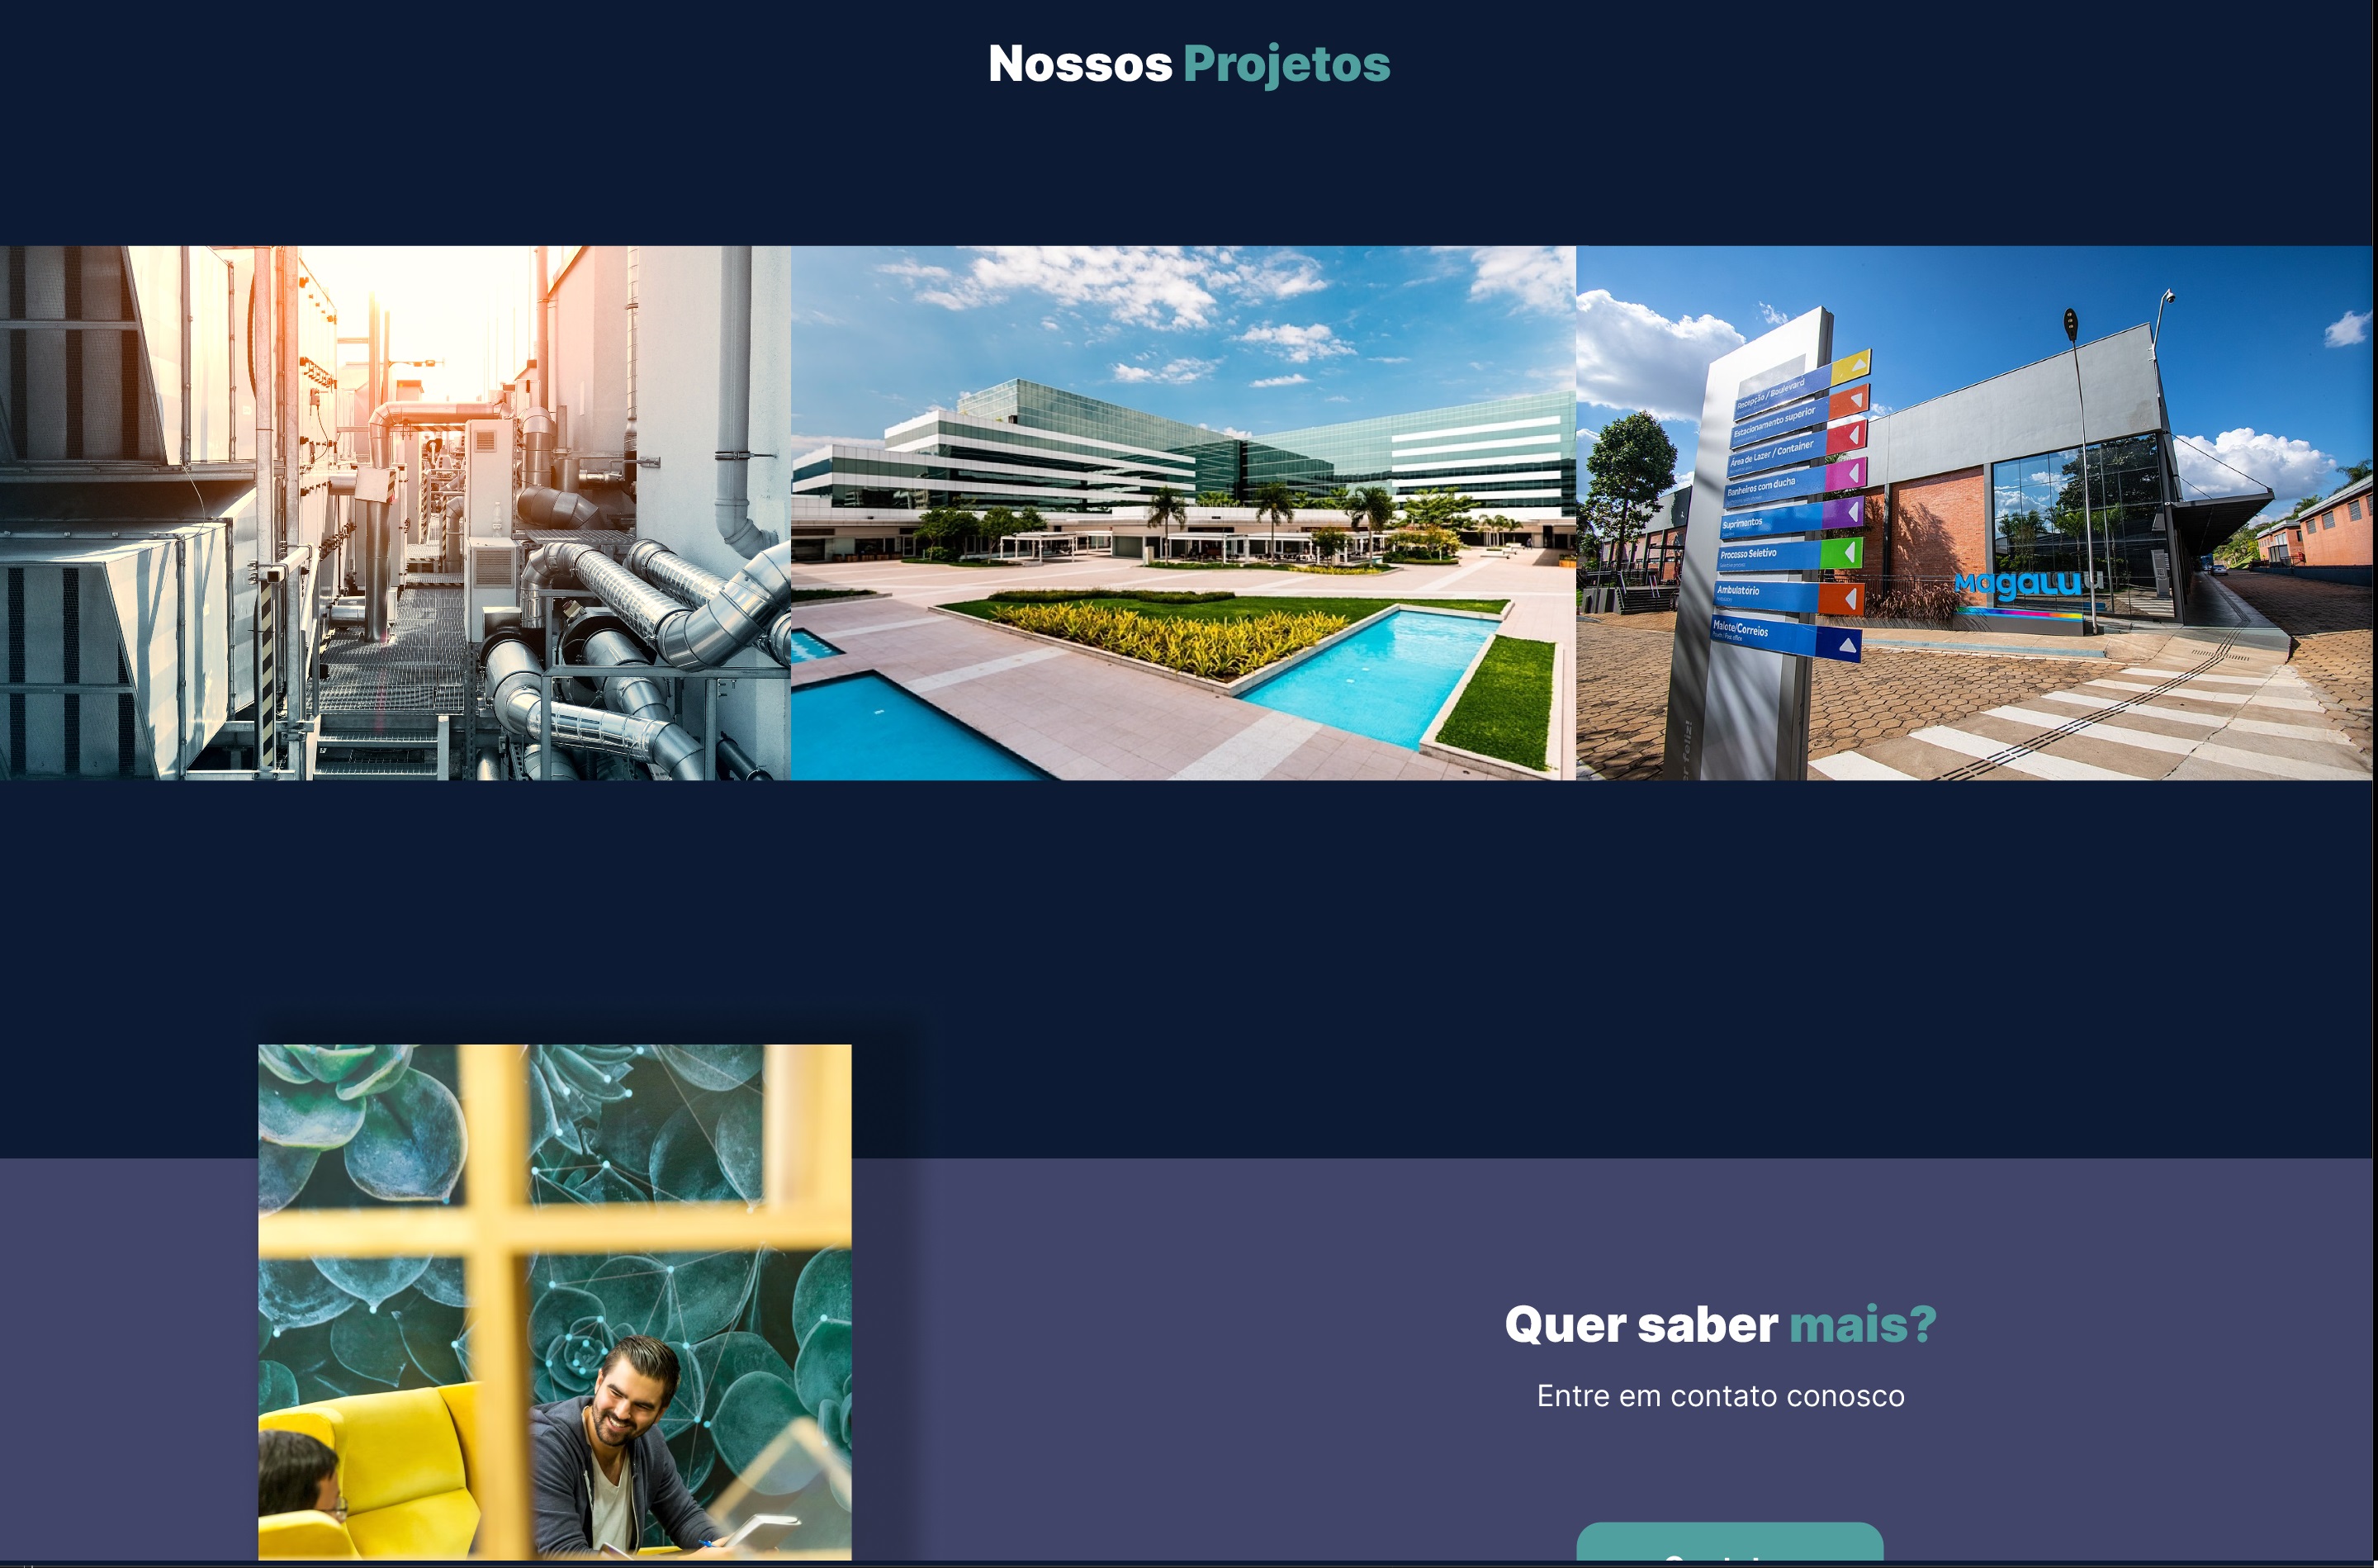 Nossos Projetos
Recepção / Boulevard
Estacionamento superior
Área de Lazer / Container
Banheiros com ducha
Suprimentos
Processo Seletivo
Ambulatório
Malote/Correios
Magalu
Quer saber mais?
Entre em contato conosco